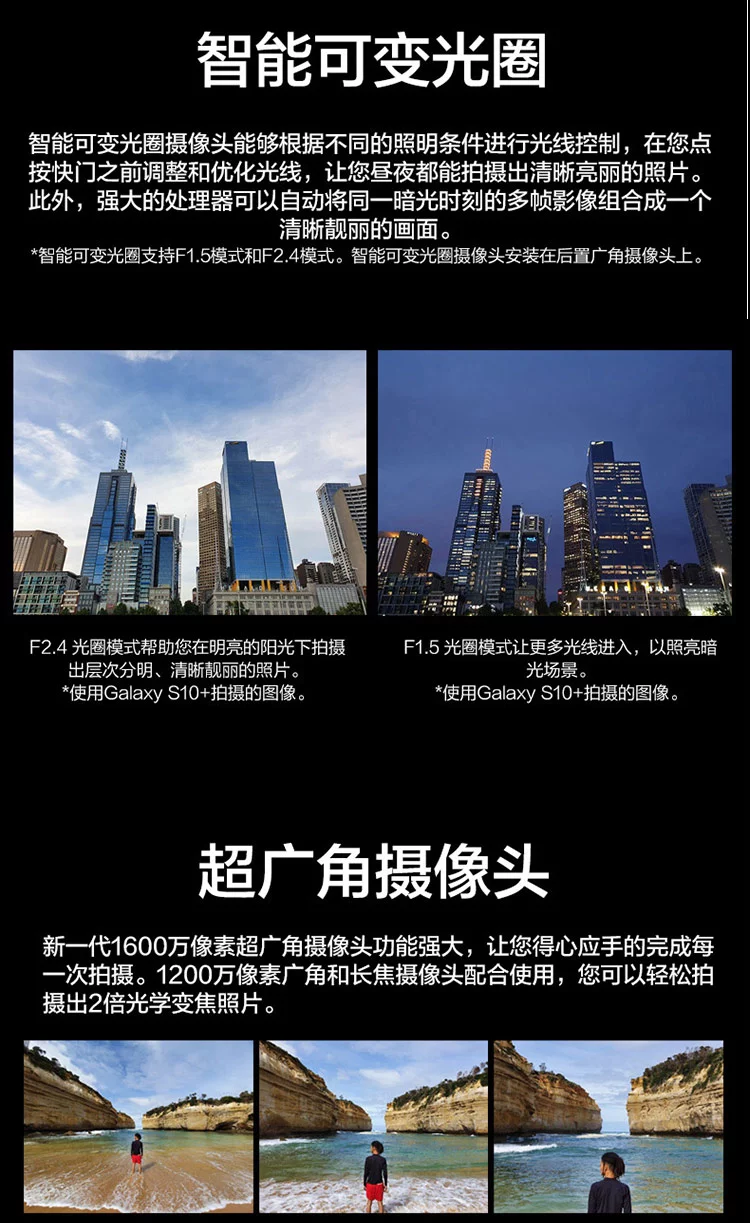 智能可变光圈
智能可变光圈摄像头能够根据不同的照明条件进行光线控制，在您点
按快门之前调整和优化光线，让您昼夜都能拍摄出清晰亮丽的照片。
此外，强大的处理器可以自动将同一暗光时刻的多帧影像组合成一个
清晰靓丽的画面。
*智能可变光圈支持F1.5模式和F2.4模式。智能可变光圈摄像头安装在后置广角摄像头上。
F2.4 光圈模式帮助您在明亮的阳光下拍摄
出层次分明、清晰靓丽的照片。
*使用Galaxy S10+拍摄的图像。
F1.5 光圈模式让更多光线进入，以照亮暗
光场景。
*使用Galaxy S10+拍摄的图像。
超广角摄像头
新一代1600万像素超广角摄像头功能强大，让您得心应手的完成每
一次拍摄。1200万像素广角和长焦摄像头配合使用，您可以轻松拍
摄出2倍光学变焦照片。